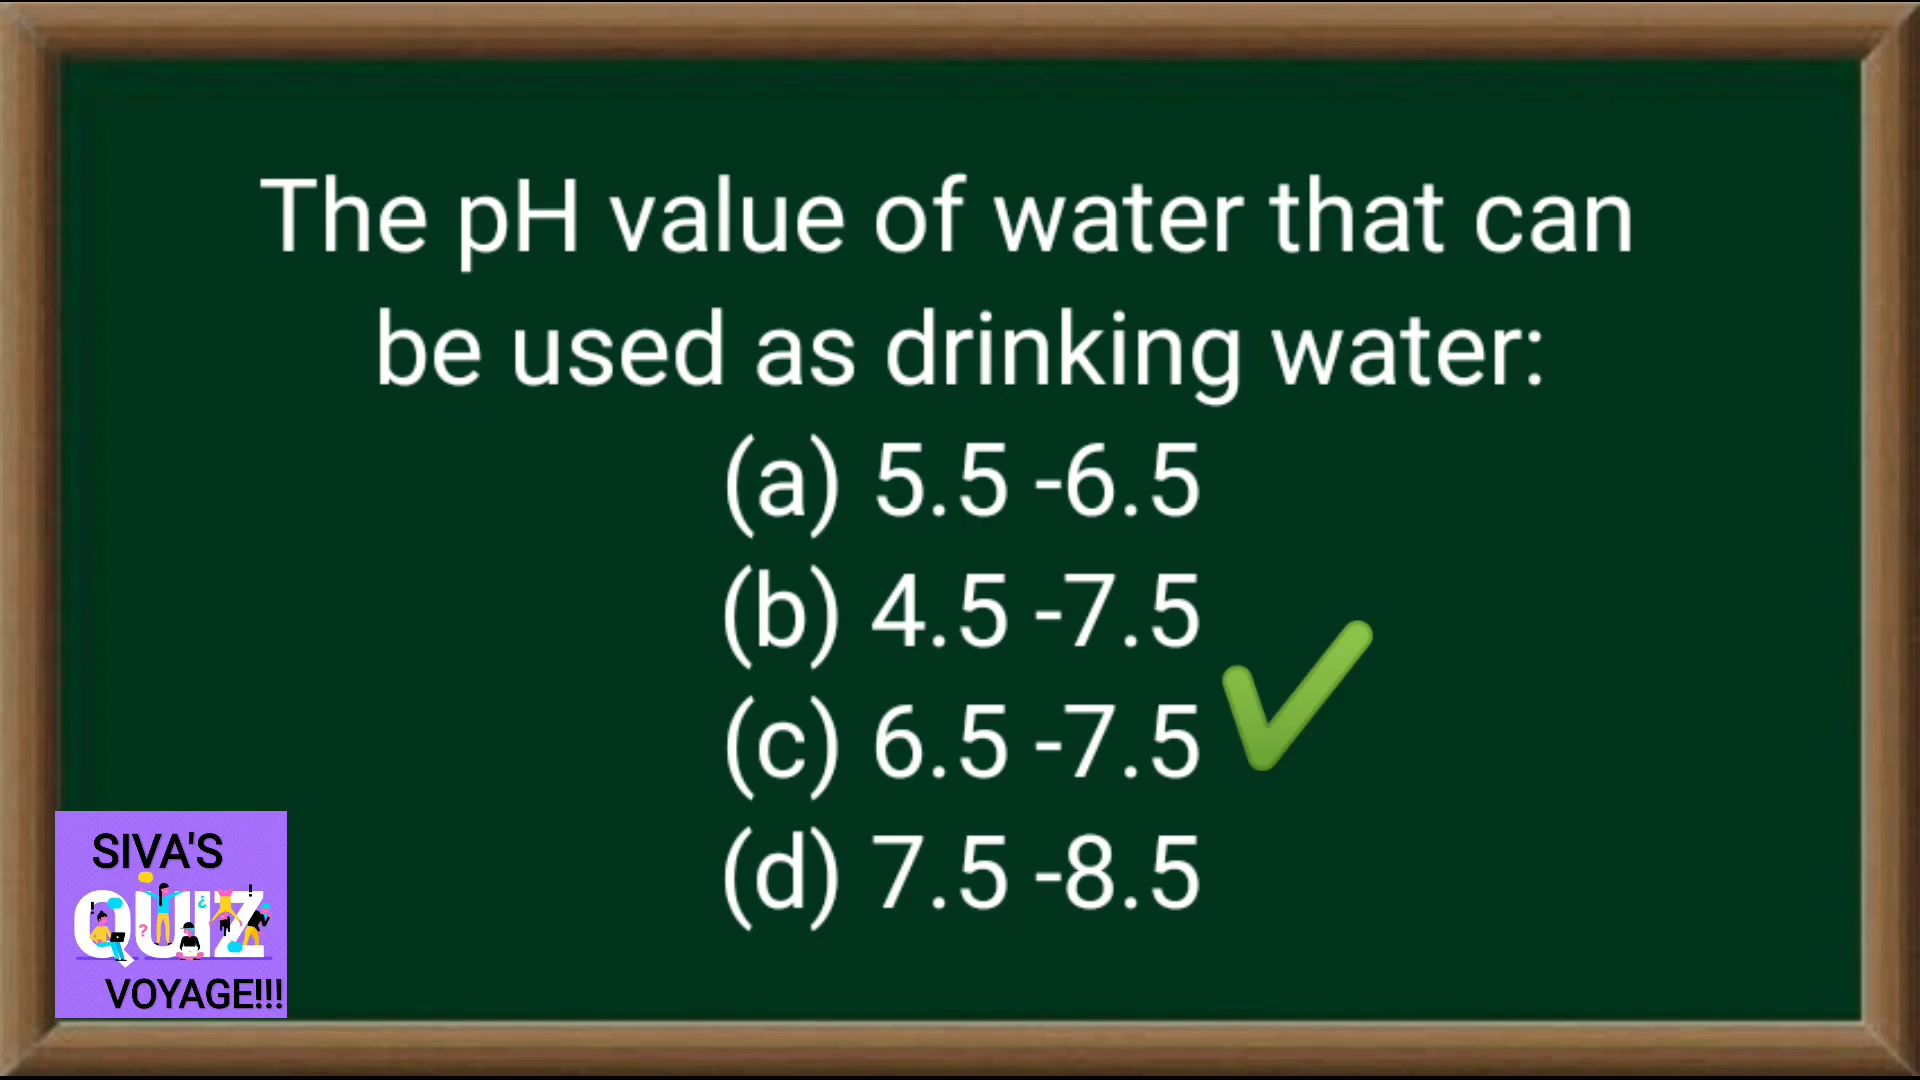 The pH value of water that can
be used as drinking water:
(a) 5.5 -6.5
(b) 4.5 -7.5
(c) 6.5 -7.5
(d) 7.5 -8.5
SIVA'S
QUIZ
VOYAGE!!!